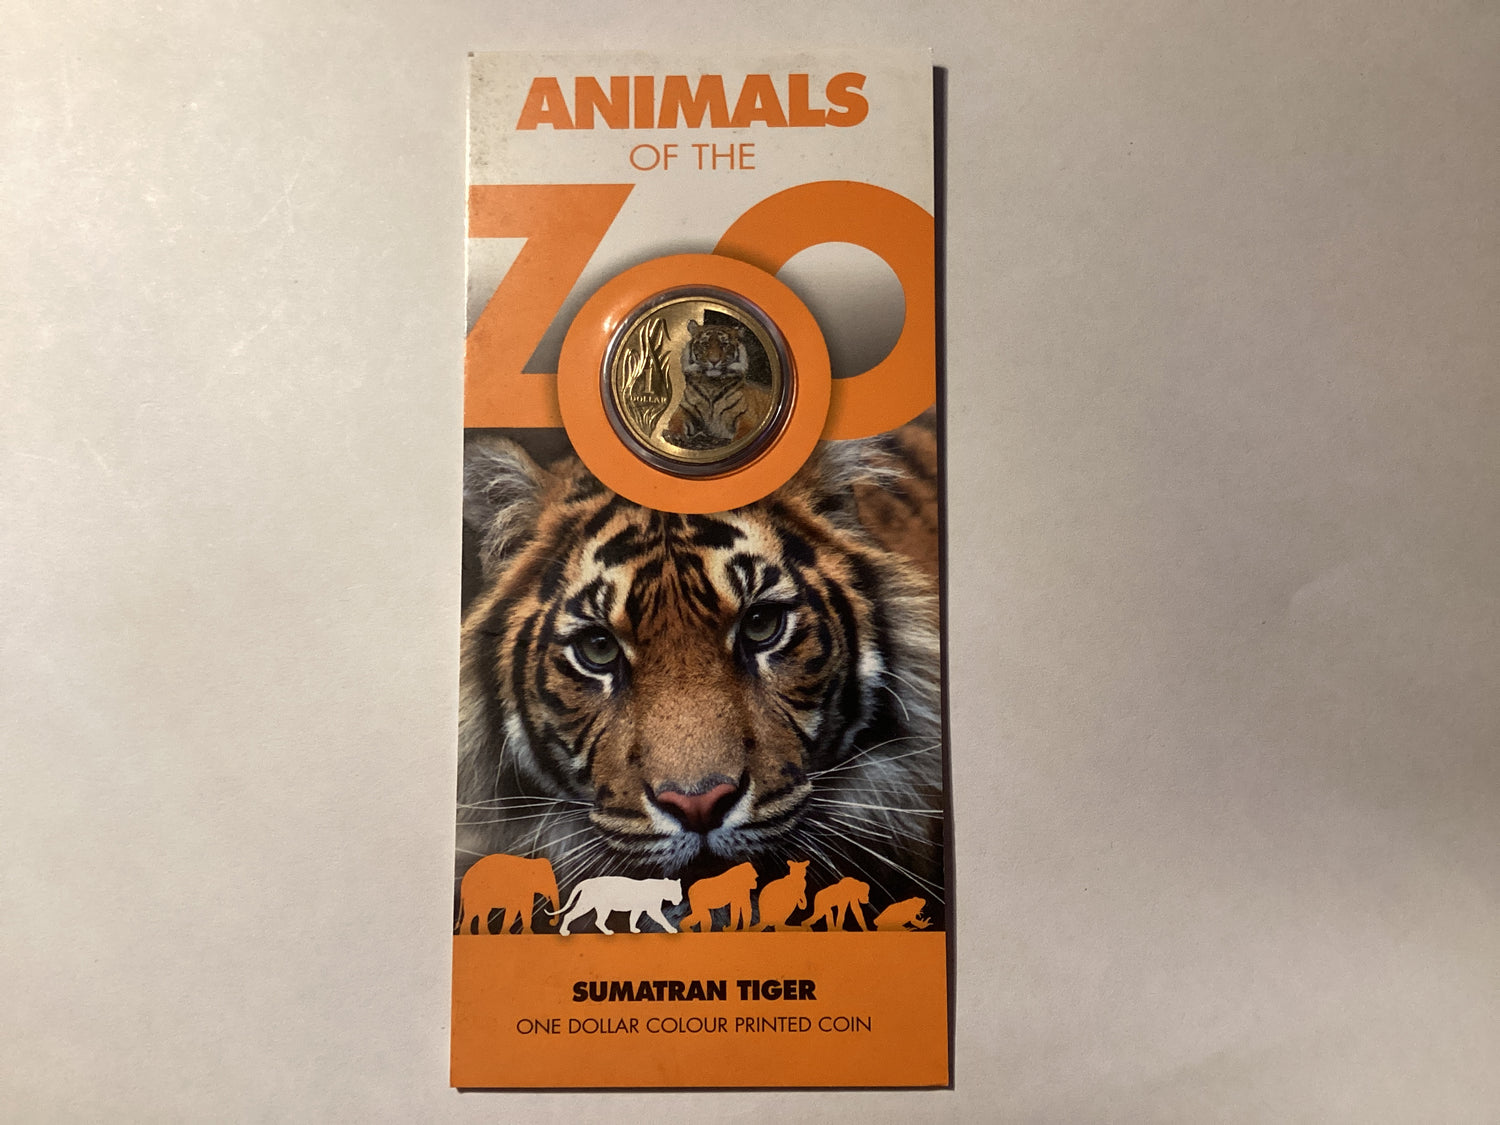 ANIMALS
OF THE
ZOO
1
DOLLAR
SUMATRAN TIGER
ONE DOLLAR COLOUR PRINTED COIN